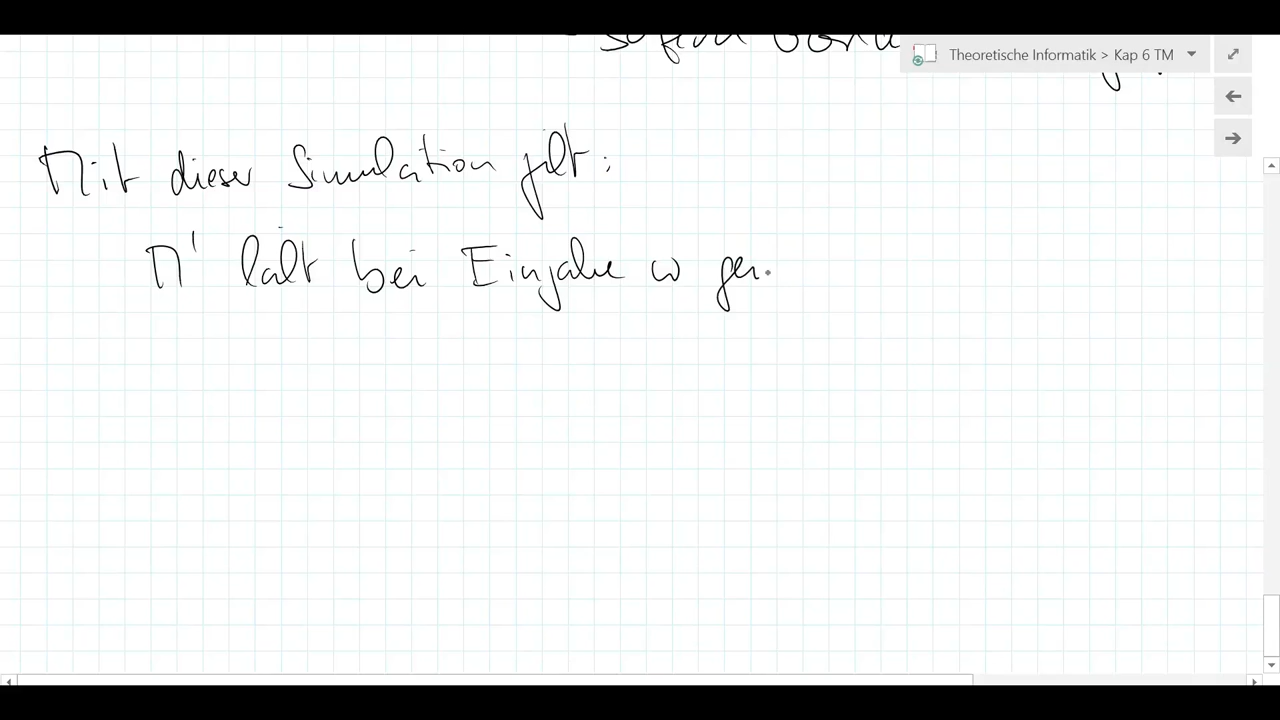 Theoretische Informatik > Kap 6 TM
Mit dieser Simulation gilt:
M' hält bei Eingabe w gen